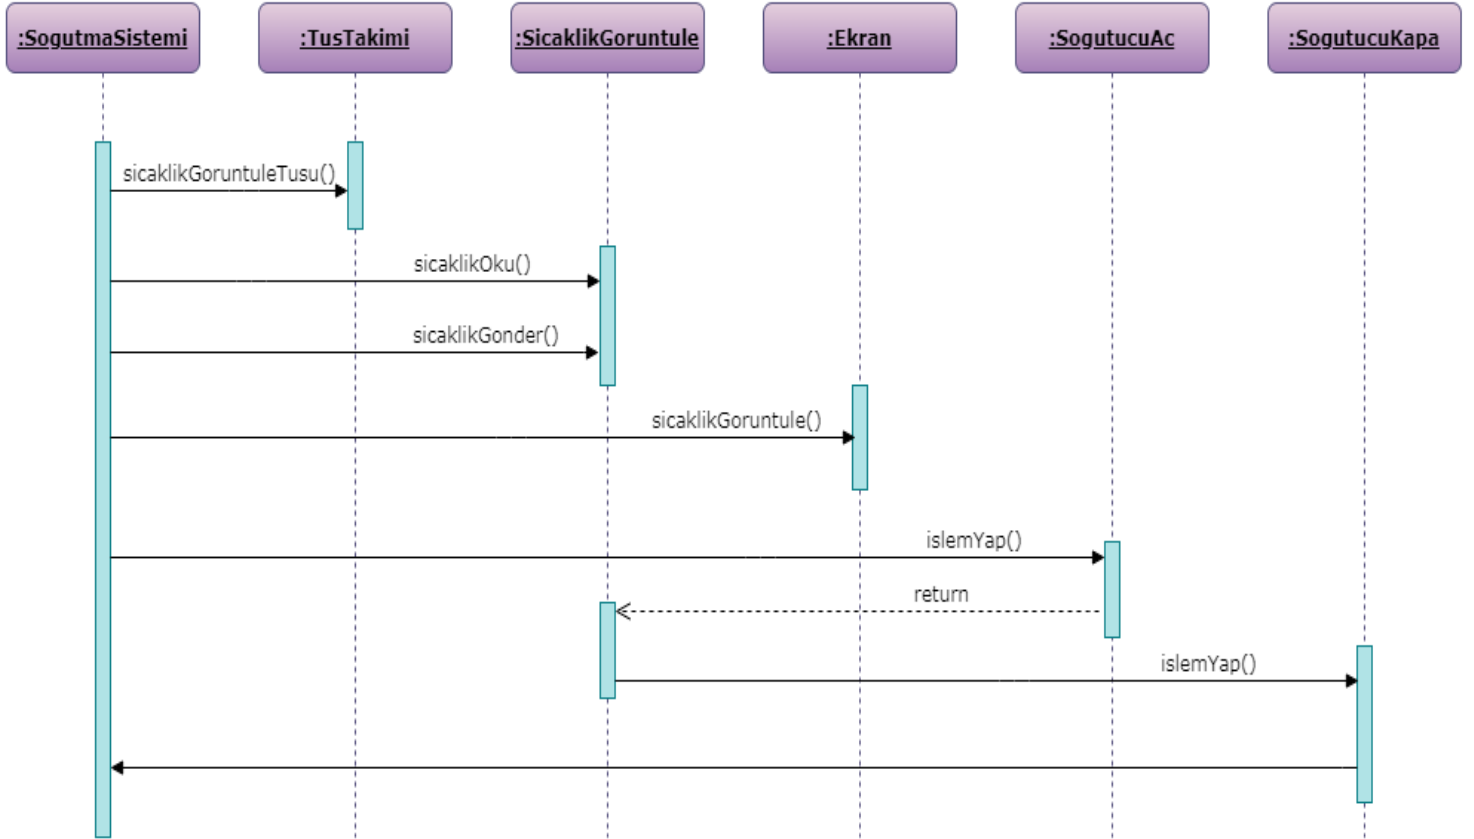 :SogutmaSistemi
:TusTakimi
:SicaklikGoruntule
:Ekran
:SogutucuAc
:SogutucuKapa
sicaklikGoruntuleTusu()
sicaklikOku()
sicaklikGonder()
sicaklikGoruntule()
islemYap()
return
islemYap()